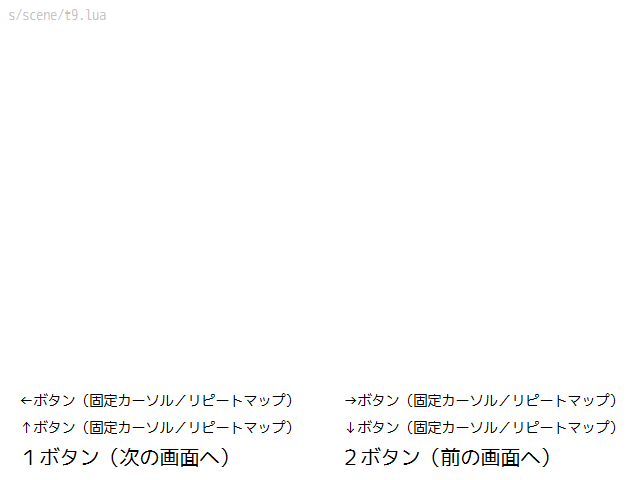 s/scene/t9.lua
←ボタン（固定カーソル／リピートマップ） →ボタン（固定カーソル／リピートマップ）
↑ボタン（固定カーソル／リピートマップ） ↓ボタン（固定カーソル／リピートマップ）
１ボタン（次の画面へ） ２ボタン（前の画面へ）